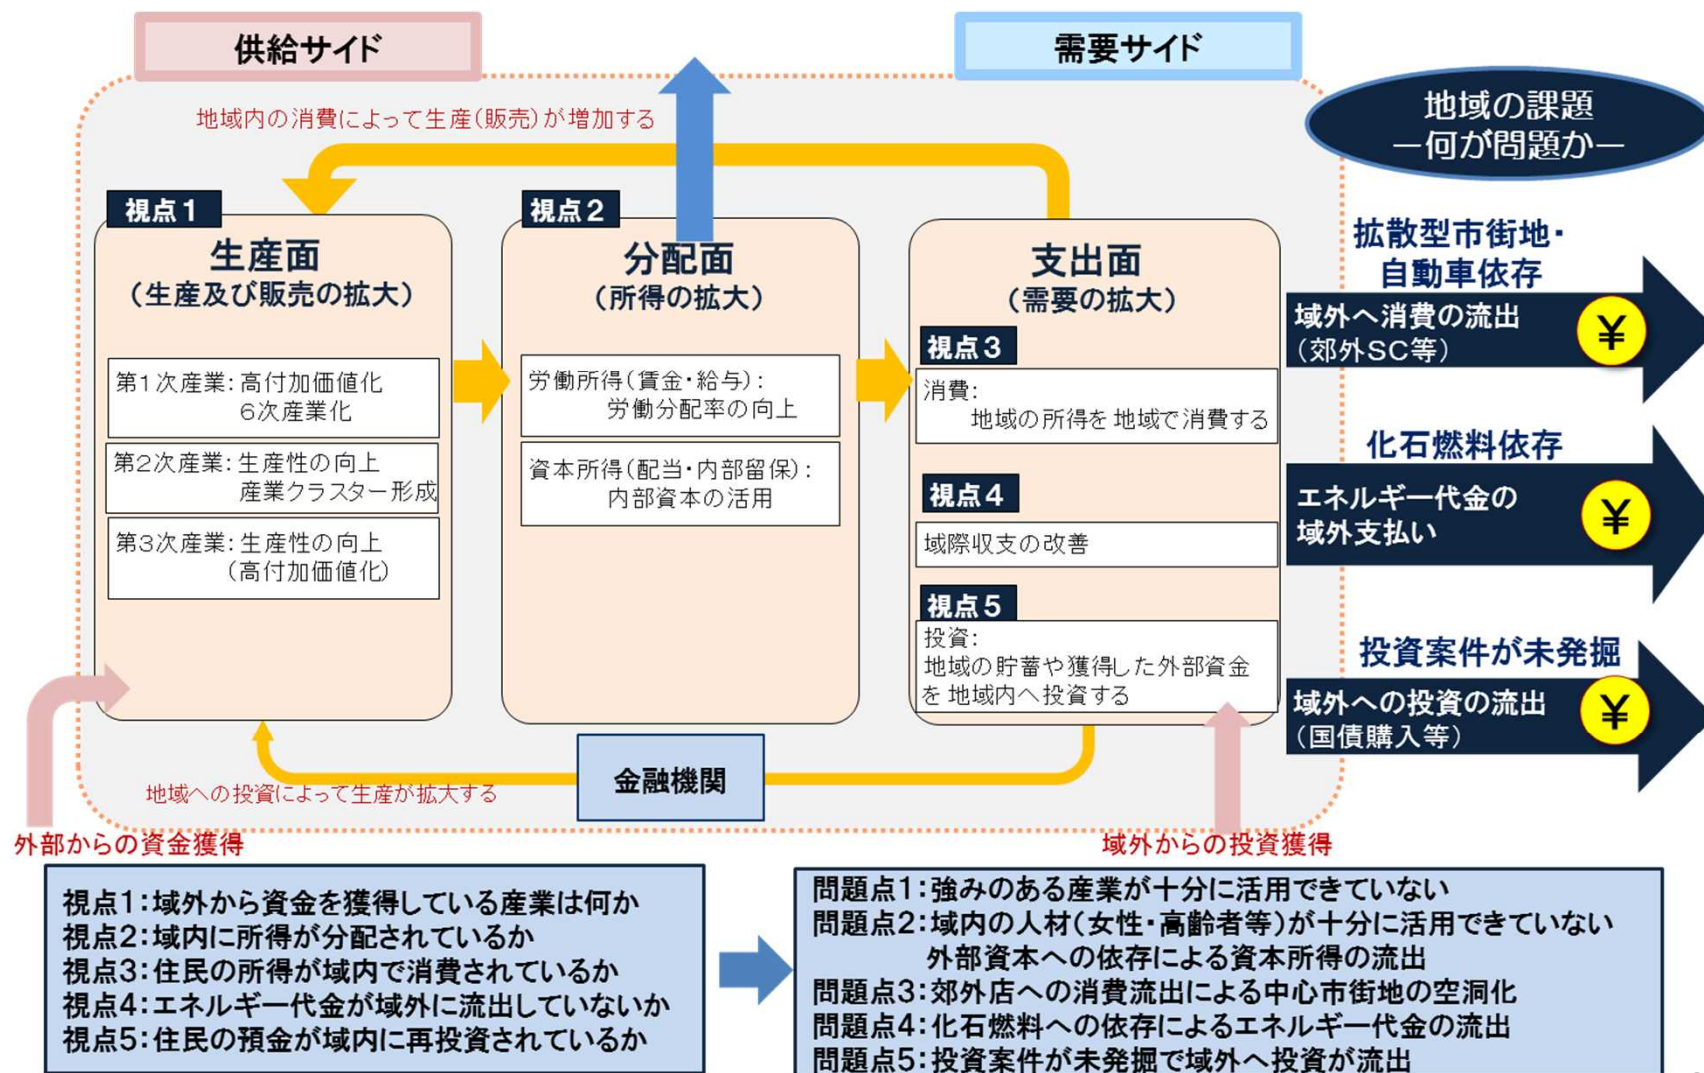 供給サイド
需要サイド
地域の課題
―何が問題か―
地域内の消費によって生産(販売)が増加する
視点1
生産面
(生産及び販売の拡大)
第1次産業:高付加価値化
6次産業化
第2次産業:生産性の向上
産業クラスター形成
第3次産業:生産性の向上
(高付加価値化)
視点2
分配面
(所得の拡大)
労働所得(賃金・給与):
労働分配率の向上
資本所得(配当・内部留保):
内部資本の活用
支出面
(需要の拡大)
視点3
消費:
地域の所得を地域で消費する
視点4
域際収支の改善
視点5
投資:
地域の貯蓄や獲得した外部資金
を地域内へ投資する
拡散型市街地・
自動車依存
域外へ消費の流出
(郊外SC等)
¥
化石燃料依存
エネルギー代金の
域外支払い
¥
投資案件が未発掘
域外への投資の流出
(国債購入等)
¥
金融機関
地域への投資によって生産が拡大する
外部からの資金獲得
域外からの投資獲得
視点1:域外から資金を獲得している産業は何か
視点2:域内に所得が分配されているか
視点3:住民の所得が域内で消費されているか
視点4:エネルギー代金が域外に流出していないか
視点5:住民の預金が域内に再投資されているか
問題点1:強みのある産業が十分に活用できていない
問題点2:域内の人材(女性・高齢者等)が十分に活用できていない
外部資本への依存による資本所得の流出
問題点3:郊外店への消費流出による中心市街地の空洞化
問題点4:化石燃料への依存によるエネルギー代金の流出
問題点5:投資案件が未発掘で域外へ投資が流出